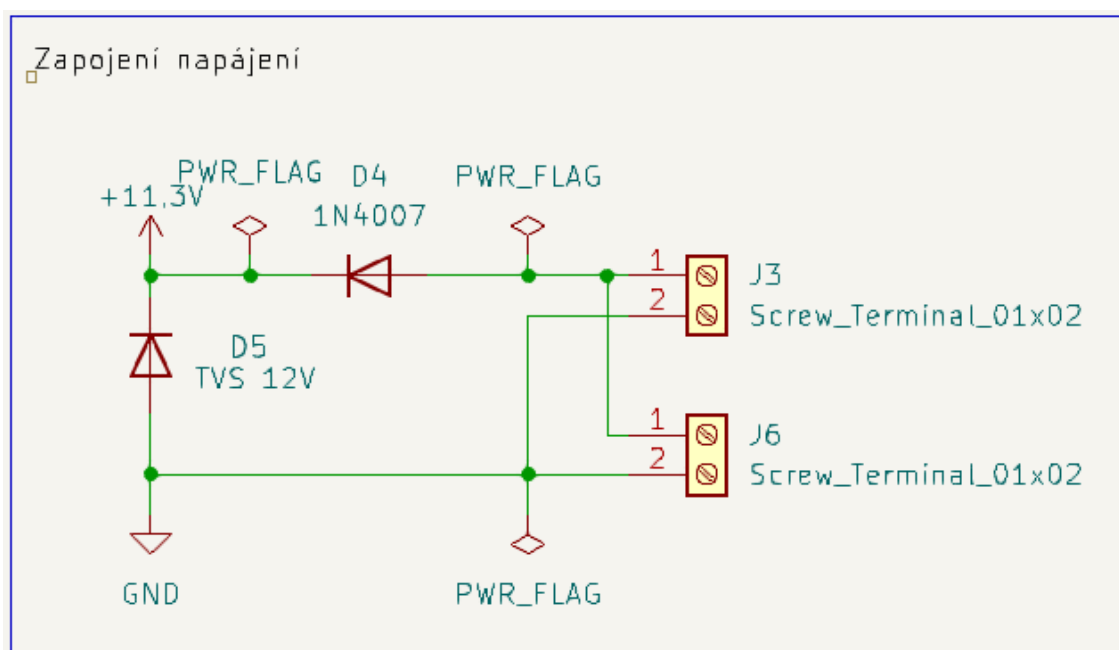 Zapojení napájení
PWR_FLAG
D4
PWR_FLAG
+11,3V
1N4007
1
J3
2
Screw_Terminal_01x02
D5
TVS 12V
1
J6
2
Screw_Terminal_01x02
GND
PWR_FLAG